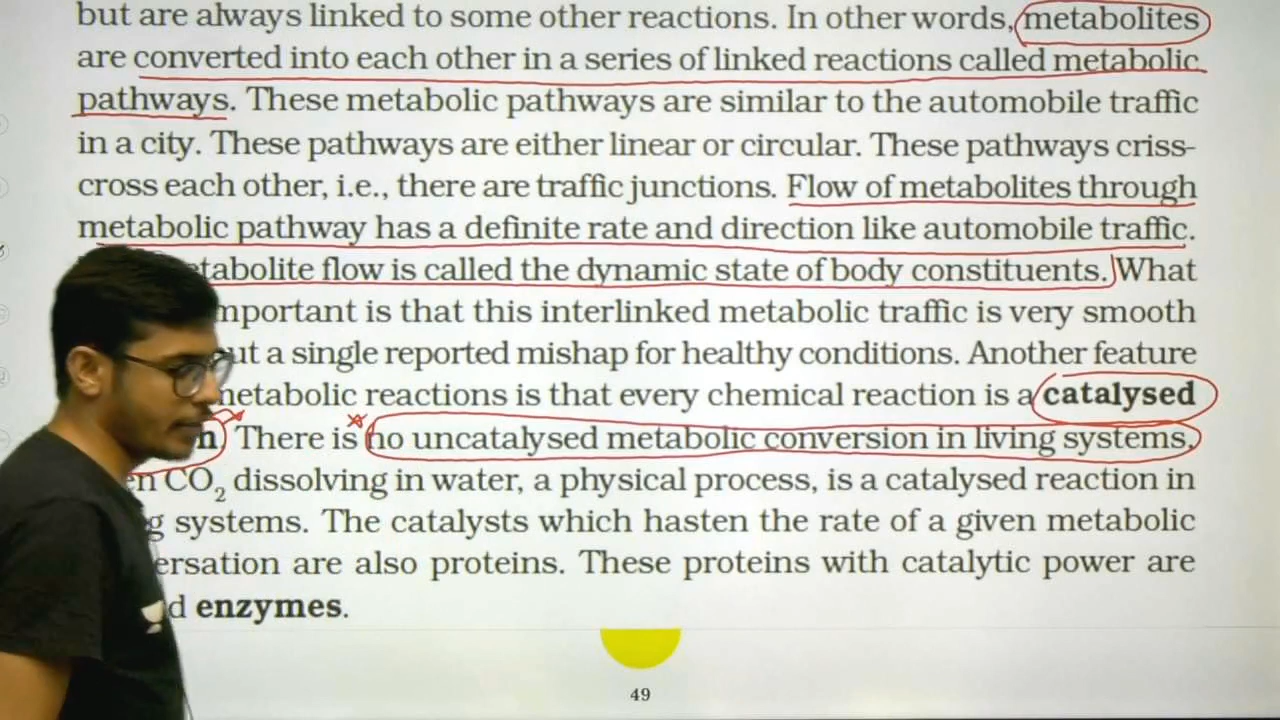 but are always linked to some other reactions. In other words, metabolites
are converted into each other in a series of linked reactions called metabolic
pathways. These metabolic pathways are similar to the automobile traffic
in a city. These pathways are either linear or circular. These pathways criss-
cross each other, i.e., there are traffic junctions. Flow of metabolites through
metabolic pathway has a definite rate and direction like automobile traffic.
tabolite flow is called the dynamic state of body constituents. What
mportant is that this interlinked metabolic traffic is very smooth
ut a single reported mishap for healthy conditions. Another feature
metabolic reactions is that every chemical reaction is a catalysed
n There is no uncatalysed metabolic conversion in living systems.
en CO2 dissolving in water, a physical process, is a catalysed reaction in
g systems. The catalysts which hasten the rate of a given metabolic
ersation are also proteins. These proteins with catalytic power are
d enzymes.
49